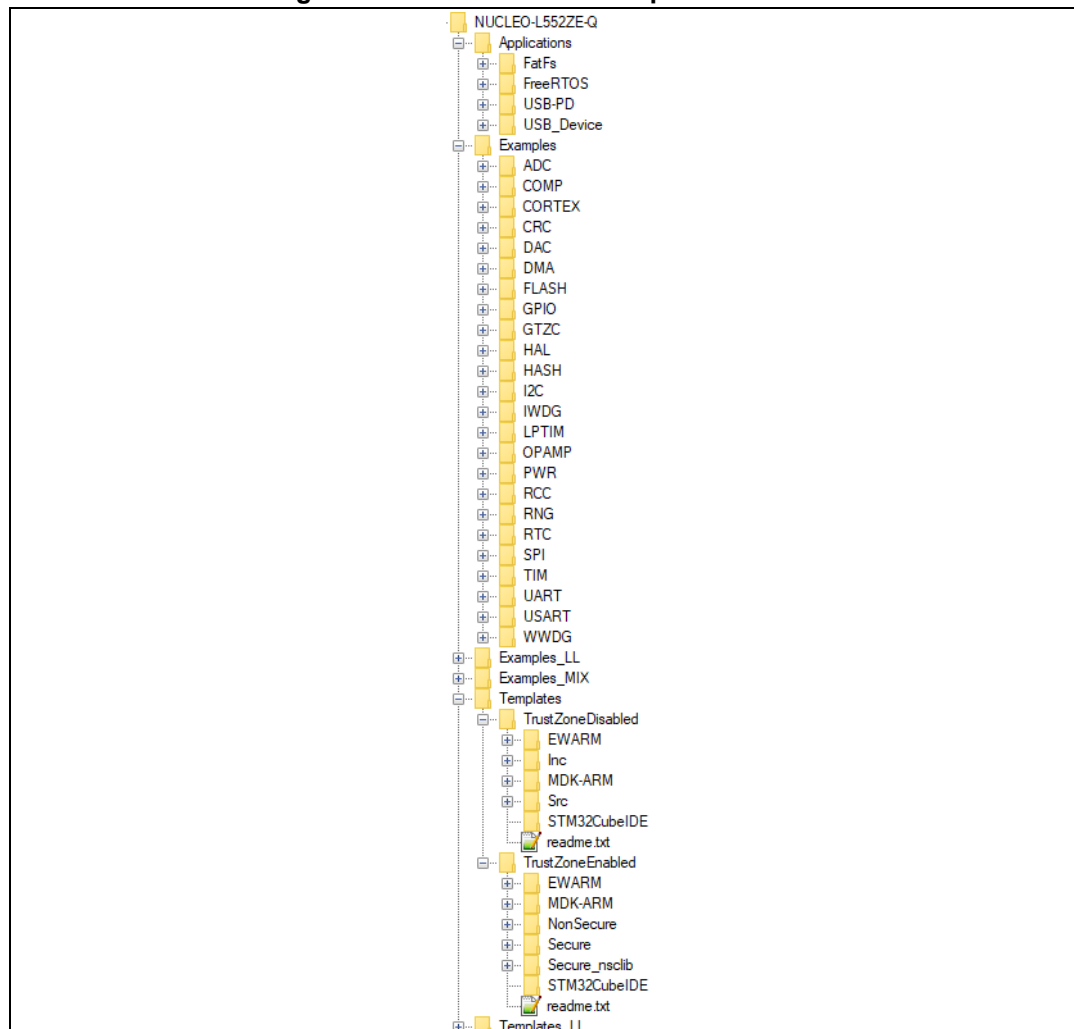 NUCLEO-L552ZE-Q
Applications
FatFs
FreeRTOS
USB-PD
USB_Device
Examples
ADC
COMP
CORTEX
CRC
DAC
DMA
FLASH
GPIO
GTZC
HAL
HASH
I2C
IWDG
LPTIM
OPAMP
PWR
RCC
RNG
RTC
SPI
TIM
UART
USART
WWDG
Examples_LL
Examples_MIX
Templates
TrustZoneDisabled
EWARM
Inc
MDK-ARM
Src
STM32CubeIDE
readme.txt
TrustZoneEnabled
EWARM
MDK-ARM
NonSecure
Secure
Secure_nsclib
STM32CubeIDE
readme.txt
Templates_LL